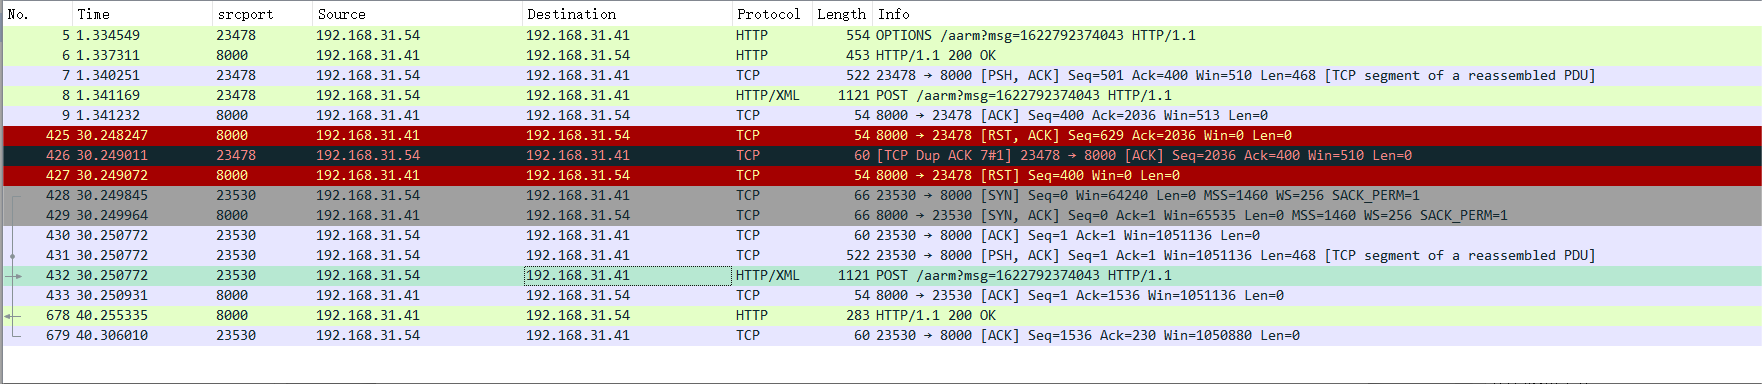 No. Time srcport Source Destination Protocol Length Info
5 1.334549 23478 192.168.31.54 192.168.31.41 HTTP 554 OPTIONS /aarm?msg=1622792374043 HTTP/1.1
6 1.337311 8000 192.168.31.41 192.168.31.54 HTTP 453 HTTP/1.1 200 OK
7 1.340251 23478 192.168.31.54 192.168.31.41 TCP 522 23478 → 8000 [PSH, ACK] Seq=501 Ack=400 Win=510 Len=468 [TCP segment of a reassembled PDU]
8 1.341169 23478 192.168.31.54 192.168.31.41 HTTP/XML 1121 POST /aarm?msg=1622792374043 HTTP/1.1
9 1.341232 8000 192.168.31.41 192.168.31.54 TCP 54 8000 → 23478 [ACK] Seq=400 Ack=2036 Win=513 Len=0
425 30.248247 8000 192.168.31.41 192.168.31.54 TCP 54 8000 → 23478 [RST, ACK] Seq=629 Ack=2036 Win=0 Len=0
426 30.249011 23478 192.168.31.54 192.168.31.41 TCP 60 [TCP Dup ACK 7#1] 23478 → 8000 [ACK] Seq=2036 Ack=400 Win=510 Len=0
427 30.249072 8000 192.168.31.41 192.168.31.54 TCP 54 8000 → 23478 [RST] Seq=400 Win=0 Len=0
428 30.249845 23530 192.168.31.54 192.168.31.41 TCP 66 23530 → 8000 [SYN] Seq=0 Win=64240 Len=0 MSS=1460 WS=256 SACK_PERM=1
429 30.249964 8000 192.168.31.41 192.168.31.54 TCP 66 8000 → 23530 [SYN, ACK] Seq=0 Ack=1 Win=65535 Len=0 MSS=1460 WS=256 SACK_PERM=1
430 30.250772 23530 192.168.31.54 192.168.31.41 TCP 60 23530 → 8000 [ACK] Seq=1 Ack=1 Win=1051136 Len=0
431 30.250772 23530 192.168.31.54 192.168.31.41 TCP 522 23530 → 8000 [PSH, ACK] Seq=1 Ack=1 Win=1051136 Len=468 [TCP segment of a reassembled PDU]
432 30.250772 23530 192.168.31.54 192.168.31.41 HTTP/XML 1121 POST /aarm?msg=1622792374043 HTTP/1.1
433 30.250931 8000 192.168.31.41 192.168.31.54 TCP 54 8000 → 23530 [ACK] Seq=1 Ack=1536 Win=1051136 Len=0
678 40.255335 8000 192.168.31.41 192.168.31.54 HTTP 283 HTTP/1.1 200 OK
679 40.306010 23530 192.168.31.54 192.168.31.41 TCP 60 23530 → 8000 [ACK] Seq=1536 Ack=230 Win=1050880 Len=0